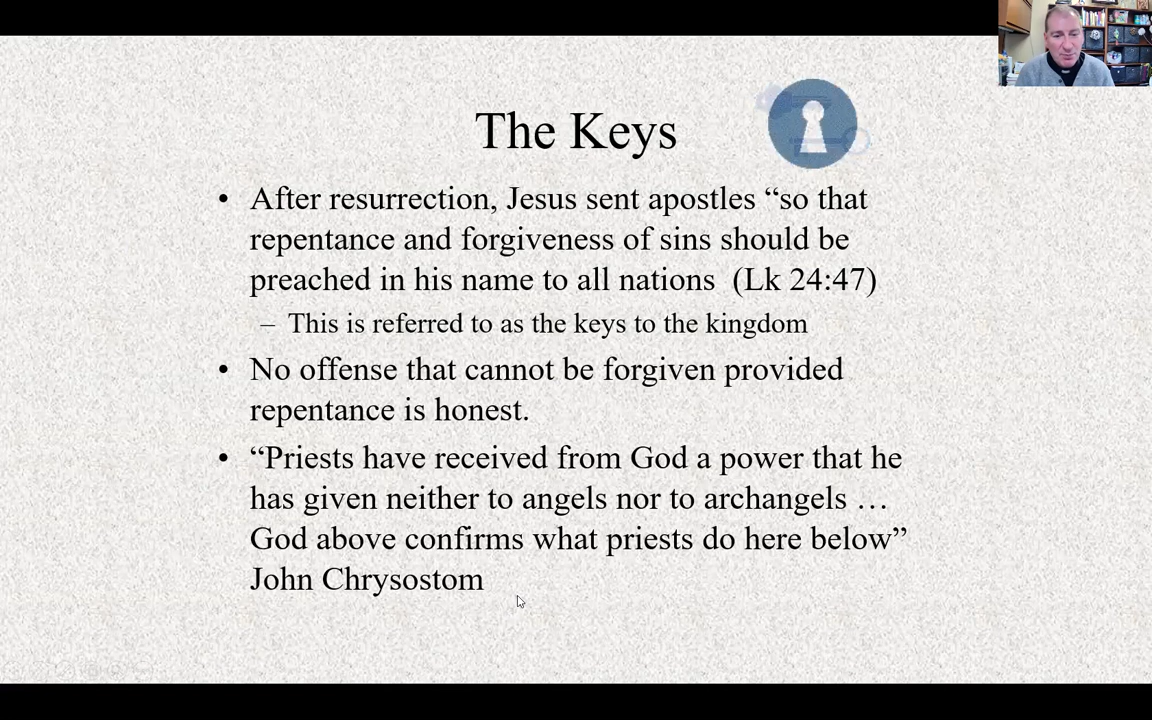 The Keys
• After resurrection, Jesus sent apostles “so that
repentance and forgiveness of sins should be
preached in his name to all nations  (Lk 24:47)
– This is referred to as the keys to the kingdom
• No offense that cannot be forgiven provided
repentance is honest.
• “Priests have received from God a power that he
has given neither to angels nor to archangels …
God above confirms what priests do here below”
John Chrysostom